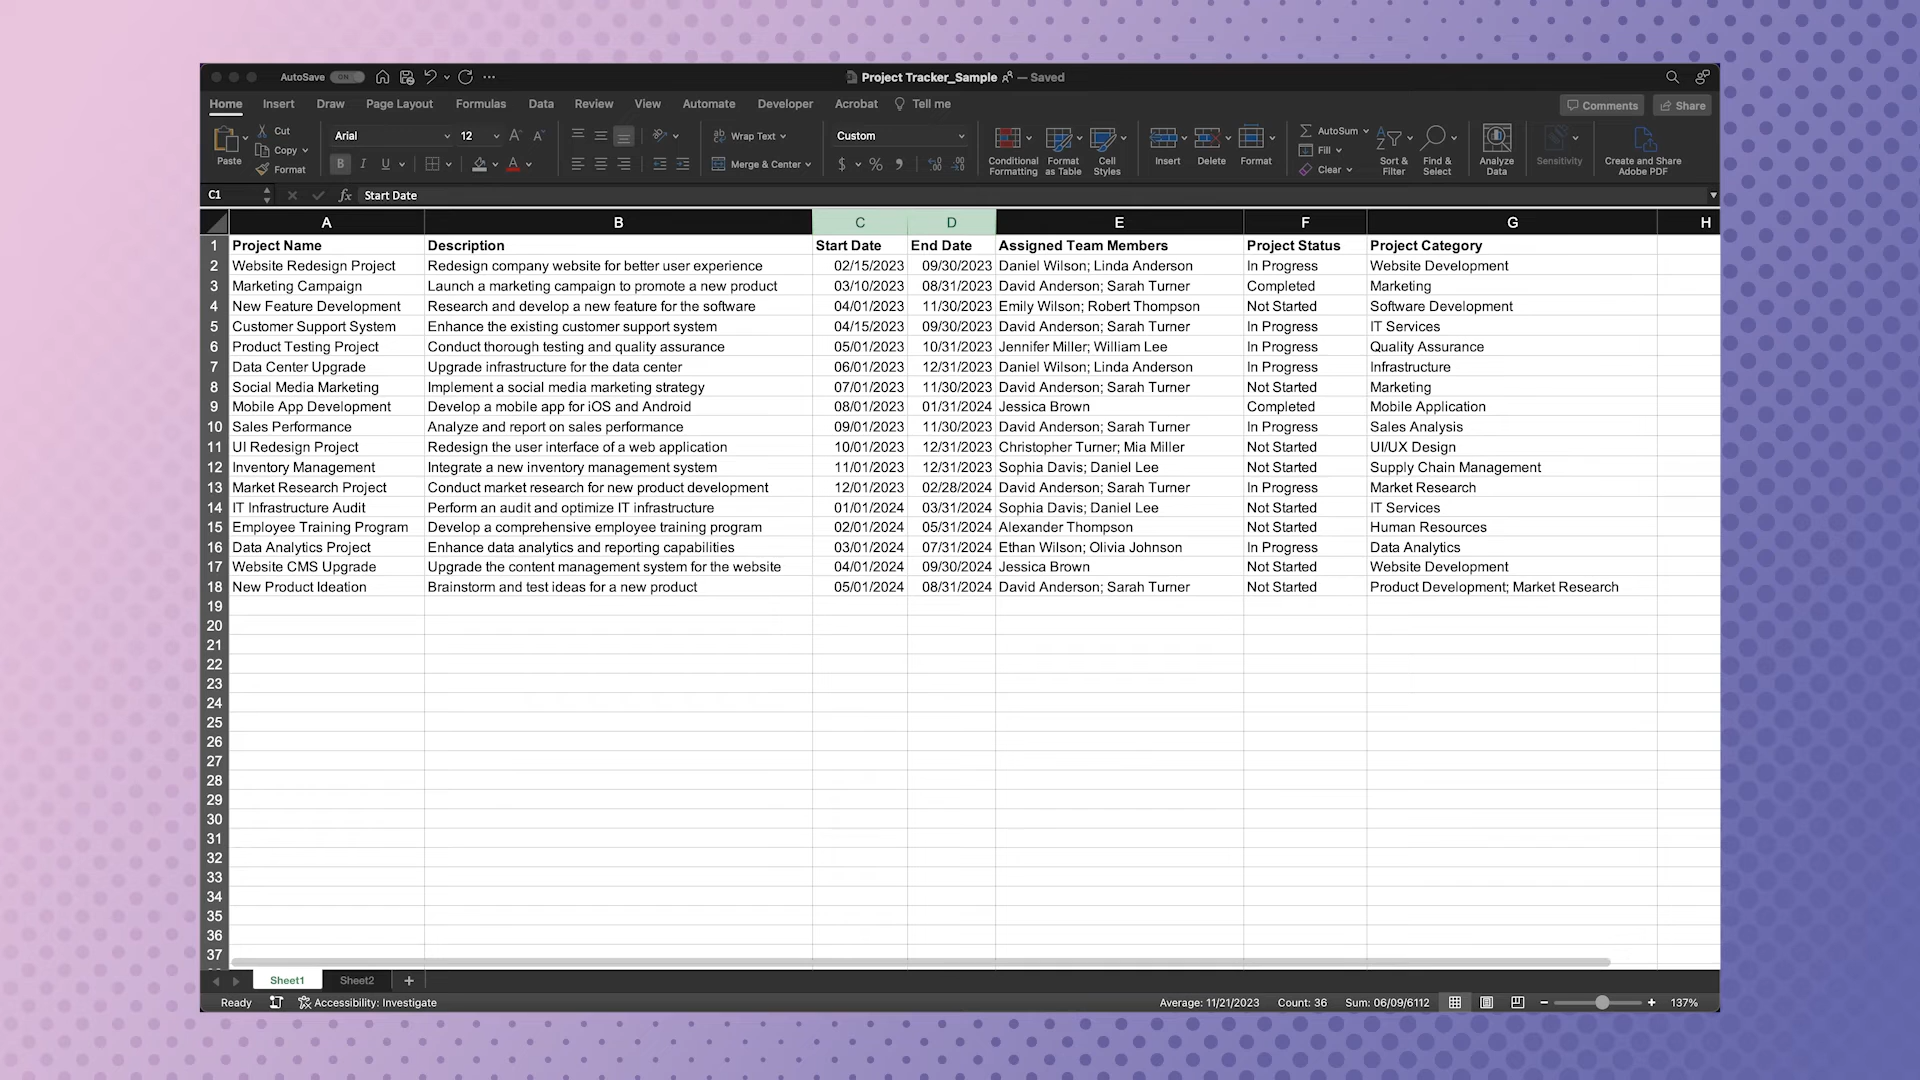 AutoSave ON Project Tracker_Sample — Saved
Home Insert Draw Page Layout Formulas Data Review View Automate Developer Acrobat Tell me Comments Share
Paste Cut Copy Format Arial 12 B I U A Wrap Text Merge & Center Custom $ % Conditional Formatting Format as Table Cell Styles Insert Delete Format AutoSum Fill Clear Sort & Filter Find & Select Analyze Data Sensitivity Create and Share Adobe PDF
C1 fx Start Date
A B C D E F G H
1 Project Name Description Start Date End Date Assigned Team Members Project Status Project Category
2 Website Redesign Project Redesign company website for better user experience 02/15/2023 09/30/2023 Daniel Wilson; Linda Anderson In Progress Website Development
3 Marketing Campaign Launch a marketing campaign to promote a new product 03/10/2023 08/31/2023 David Anderson; Sarah Turner Completed Marketing
4 New Feature Development Research and develop a new feature for the software 04/01/2023 11/30/2023 Emily Wilson; Robert Thompson Not Started Software Development
5 Customer Support System Enhance the existing customer support system 04/15/2023 09/30/2023 David Anderson; Sarah Turner In Progress IT Services
6 Product Testing Project Conduct thorough testing and quality assurance 05/01/2023 10/31/2023 Jennifer Miller; William Lee In Progress Quality Assurance
7 Data Center Upgrade Upgrade infrastructure for the data center 06/01/2023 12/31/2023 Daniel Wilson; Linda Anderson In Progress Infrastructure
8 Social Media Marketing Implement a social media marketing strategy 07/01/2023 11/30/2023 David Anderson; Sarah Turner Not Started Marketing
9 Mobile App Development Develop a mobile app for iOS and Android 08/01/2023 01/31/2024 Jessica Brown Completed Mobile Application
10 Sales Performance Analyze and report on sales performance 09/01/2023 11/30/2023 David Anderson; Sarah Turner In Progress Sales Analysis
11 UI Redesign Project Redesign the user interface of a web application 10/01/2023 12/31/2023 Christopher Turner; Mia Miller Not Started UI/UX Design
12 Inventory Management Integrate a new inventory management system 11/01/2023 12/31/2023 Sophia Davis; Daniel Lee Not Started Supply Chain Management
13 Market Research Project Conduct market research for new product development 12/01/2023 02/28/2024 David Anderson; Sarah Turner In Progress Market Research
14 IT Infrastructure Audit Perform an audit and optimize IT infrastructure 01/01/2024 03/31/2024 Sophia Davis; Daniel Lee Not Started IT Services
15 Employee Training Program Develop a comprehensive employee training program 02/01/2024 05/31/2024 Alexander Thompson Not Started Human Resources
16 Data Analytics Project Enhance data analytics and reporting capabilities 03/01/2024 07/31/2024 Ethan Wilson; Olivia Johnson In Progress Data Analytics
17 Website CMS Upgrade Upgrade the content management system for the website 04/01/2024 09/30/2024 Jessica Brown Not Started Website Development
18 New Product Ideation Brainstorm and test ideas for a new product 05/01/2024 08/31/2024 David Anderson; Sarah Turner Not Started Product Development; Market Research
19
20
21
22
23
24
25
26
27
28
29
30
31
32
33
34
35
36
37
Sheet1 Sheet2 +
Ready Accessibility: Investigate Average: 11/21/2023 Count: 36 Sum: 06/09/6112 137%